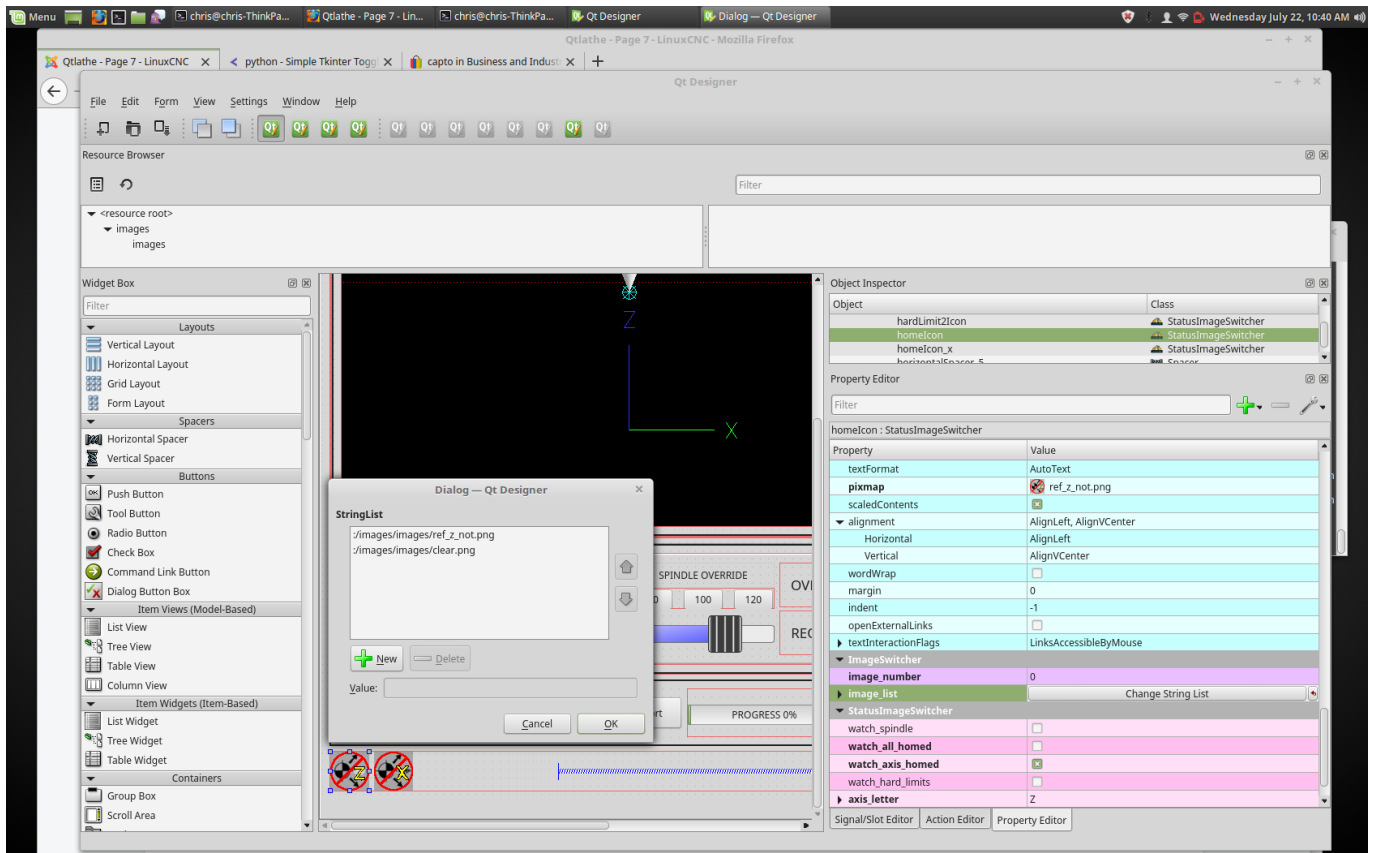 Menu
chris@chris-ThinkPa...
Qtlathe - Page 7 - Lin...
chris@chris-ThinkPa...
Qt Designer
Dialog — Qt Designer
Wednesday July 22, 10:40 AM
Qtlathe - Page 7 - LinuxCNC - Mozilla Firefox
Qtlathe - Page 7 - LinuxCNC
python - Simple Tkinter Toggl
capto in Business and Industr
Qt Designer
File Edit Form View Settings Window Help
Resource Browser
Filter
<resource root>
images
images
Widget Box
Filter
Layouts
Vertical Layout
Horizontal Layout
Grid Layout
Form Layout
Spacers
Horizontal Spacer
Vertical Spacer
Buttons
Push Button
Tool Button
Radio Button
Check Box
Command Link Button
Dialog Button Box
Item Views (Model-Based)
List View
Tree View
Table View
Column View
Item Widgets (Item-Based)
List Widget
Tree Widget
Table Widget
Containers
Group Box
Scroll Area
Z
X
Dialog — Qt Designer
StringList
:/images/images/ref_z_not.png
:/images/images/clear.png
New
Delete
Value:
Cancel
OK
SPINDLE OVERRIDE
0 100 120
OVE
REC
rt
PROGRESS 0%
Z
X
Object Inspector
Object Class
hardLimit2Icon StatusImageSwitcher
homeIcon StatusImageSwitcher
homeIcon_x StatusImageSwitcher
horizontalSpacer_5 Spacer
Property Editor
Filter
homeIcon : StatusImageSwitcher
Property Value
textFormat AutoText
pixmap ref_z_not.png
scaledContents
alignment AlignLeft, AlignVCenter
Horizontal AlignLeft
Vertical AlignVCenter
wordWrap
margin 0
indent -1
openExternalLinks
textInteractionFlags LinksAccessibleByMouse
ImageSwitcher
image_number 0
image_list Change String List
StatusImageSwitcher
watch_spindle
watch_all_homed
watch_axis_homed
watch_hard_limits
axis_letter Z
Signal/Slot Editor
Action Editor
Property Editor